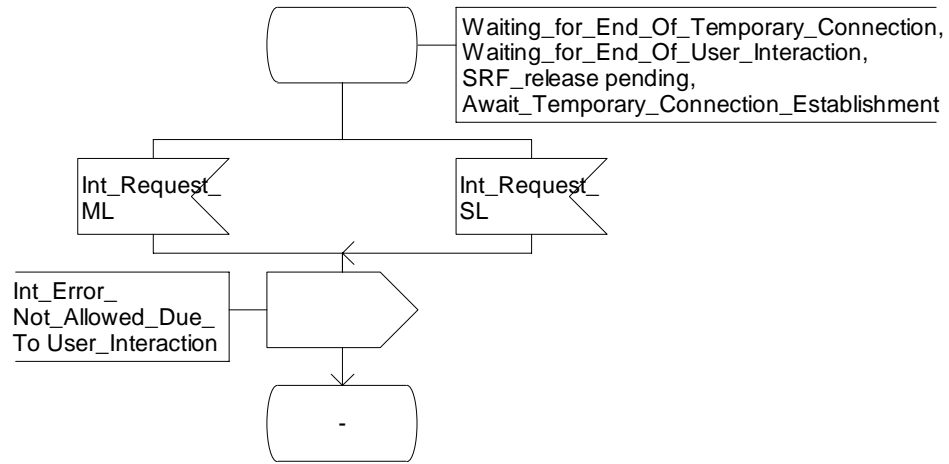 Waiting_for_End_Of_Temporary_Connection,
Waiting_for_End_Of_User_Interaction,
SRF_release pending,
Await_Temporary_Connection_Establishment
Int_Request_
ML
Int_Request_
SL
Int_Error_
Not_Allowed_Due_
To User_Interaction
-